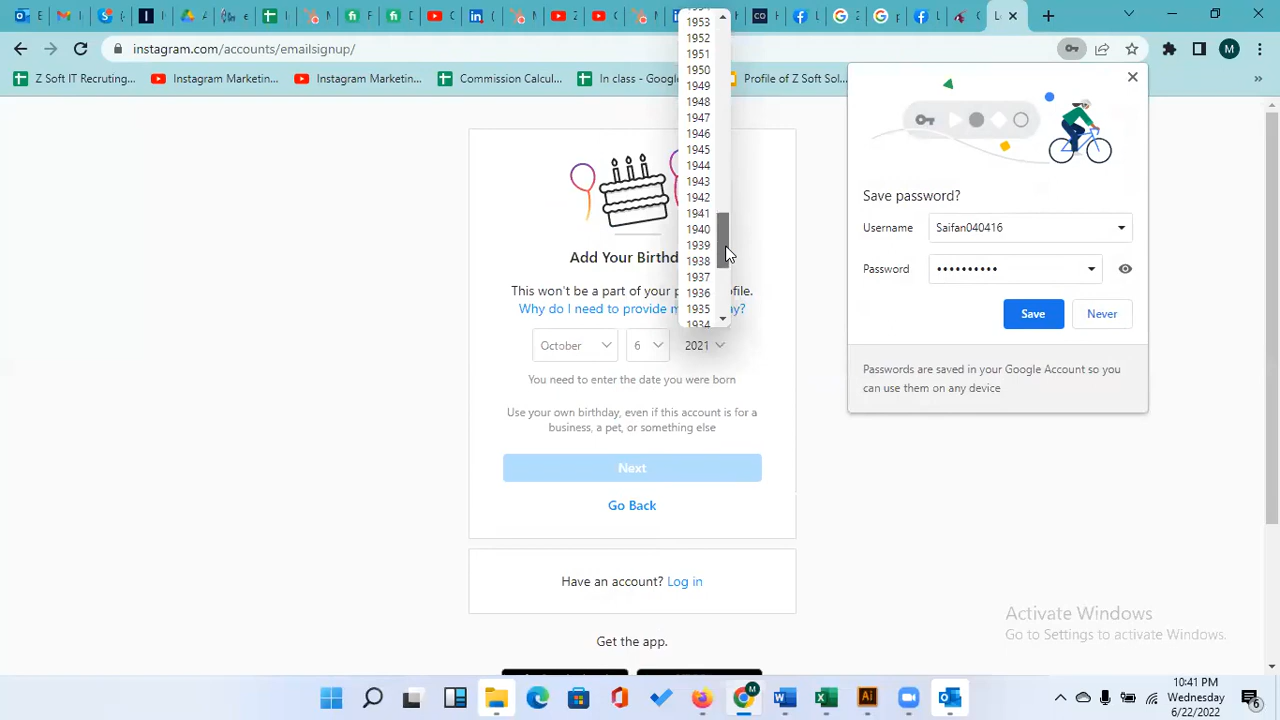 instagram.com/accounts/emailsignup/
M
Z Soft IT Recruting...
Instagram Marketin...
Instagram Marketin...
Commission Calcul...
In class - Google
Profile of Z Soft Sol...
»
1953
1952
1951
1950
1949
1948
1947
1946
1945
1944
1943
1942
1941
1940
1939
1938
1937
1936
1935
1934
Add Your Birthd
This won't be a part of your p
ofile.
Why do I need to provide m
ay?
October
6
2021
You need to enter the date you were born
Use your own birthday, even if this account is for a
business, a pet, or something else
Next
Go Back
Have an account? Log in
Get the app.
Save password?
Username
Saifan040416
Password
••••••••••
Save
Never
Passwords are saved in your Google Account so you
can use them on any device
Activate Windows
Go to Settings to activate Windows.
10:41 PM
Wednesday
6/22/2022
6